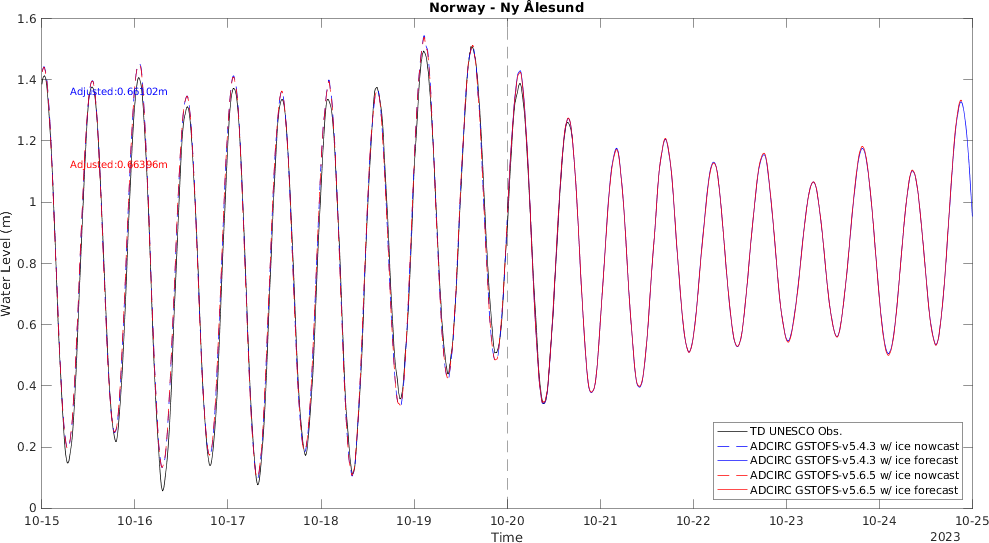 Norway - Ny Ålesund
1.6
1.4
1.2
1
0.8
0.6
0.4
0.2
0
Water Level (m)
Adjusted:0.66102m
Adjusted:0.66396m
TD UNESCO Obs.
ADCIRC GSTOFS-v5.4.3 w/ ice nowcast
ADCIRC GSTOFS-v5.4.3 w/ ice forecast
ADCIRC GSTOFS-v5.6.5 w/ ice nowcast
ADCIRC GSTOFS-v5.6.5 w/ ice forecast
10-15 10-16 10-17 10-18 10-19 10-20 10-21 10-22 10-23 10-24 10-25
Time
2023